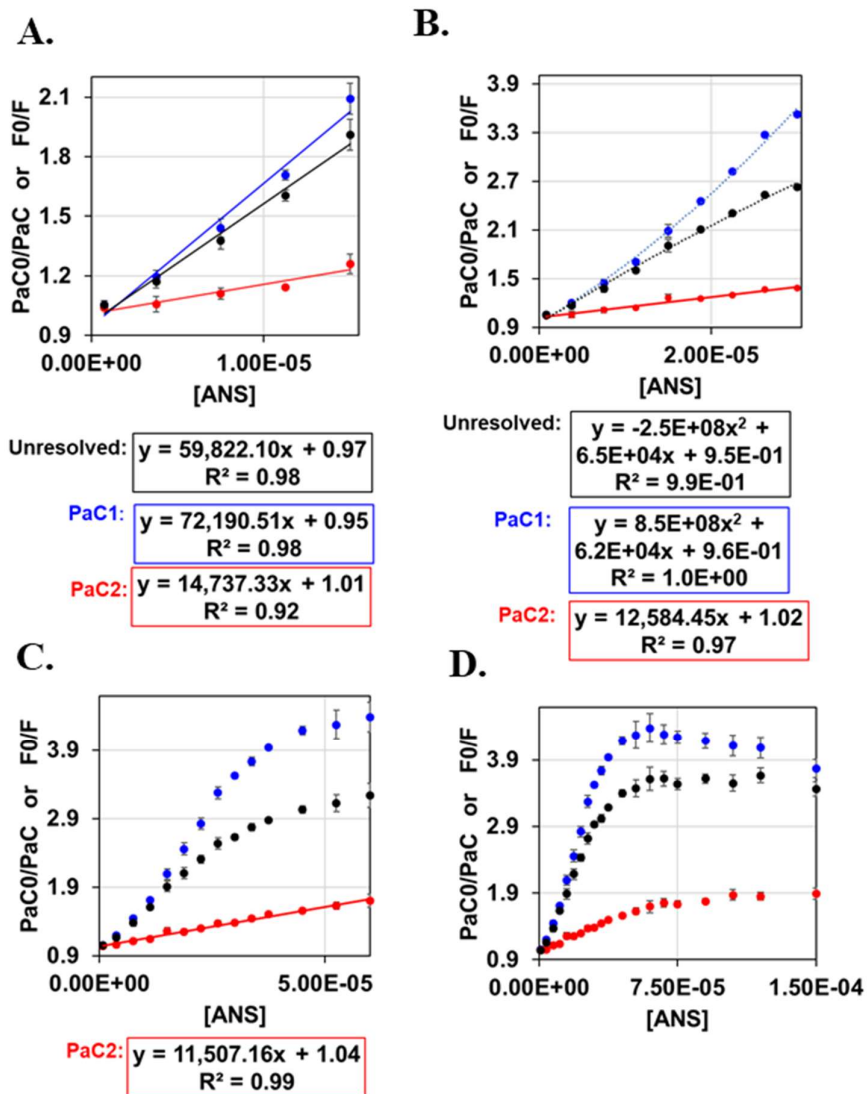 A.
B.
PaC0/PaC or F0/F
2.1
1.8
1.5
1.2
0.9
0.00E+00
1.00E-05
[ANS]
PaC0/PaC or F0/F
3.9
3.3
2.7
2.1
1.5
0.9
0.00E+00
2.00E-05
[ANS]
Unresolved:
y = 59,822.10x + 0.97
R² = 0.98
PaC1:
y = 72,190.51x + 0.95
R² = 0.98
PaC2:
y = 14,737.33x + 1.01
R² = 0.92
Unresolved:
y = -2.5E+08x² +
6.5E+04x + 9.5E-01
R² = 9.9E-01
PaC1:
y = 8.5E+08x² +
6.2E+04x + 9.6E-01
R² = 1.0E+00
PaC2:
y = 12,584.45x + 1.02
R² = 0.97
C.
D.
PaC0/PaC or F0/F
3.9
2.9
1.9
0.9
0.00E+00
5.00E-05
[ANS]
PaC2:
y = 11,507.16x + 1.04
R² = 0.99
PaC0/PaC or F0/F
3.9
2.9
1.9
0.9
0.00E+00
7.50E-05
1.50E-04
[ANS]